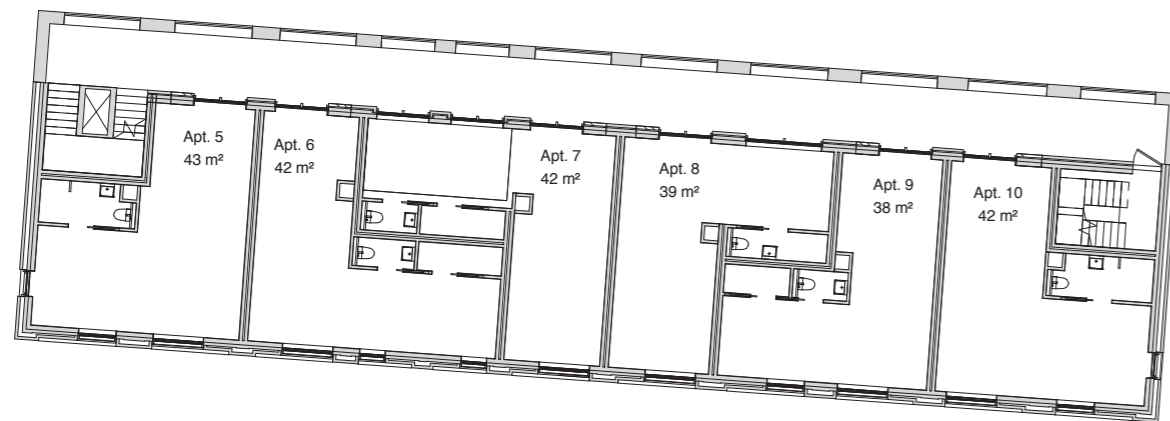 Apt. 5
43 m²
Apt. 6
42 m²
Apt. 7
42 m²
Apt. 8
39 m²
Apt. 9
38 m²
Apt. 10
42 m²